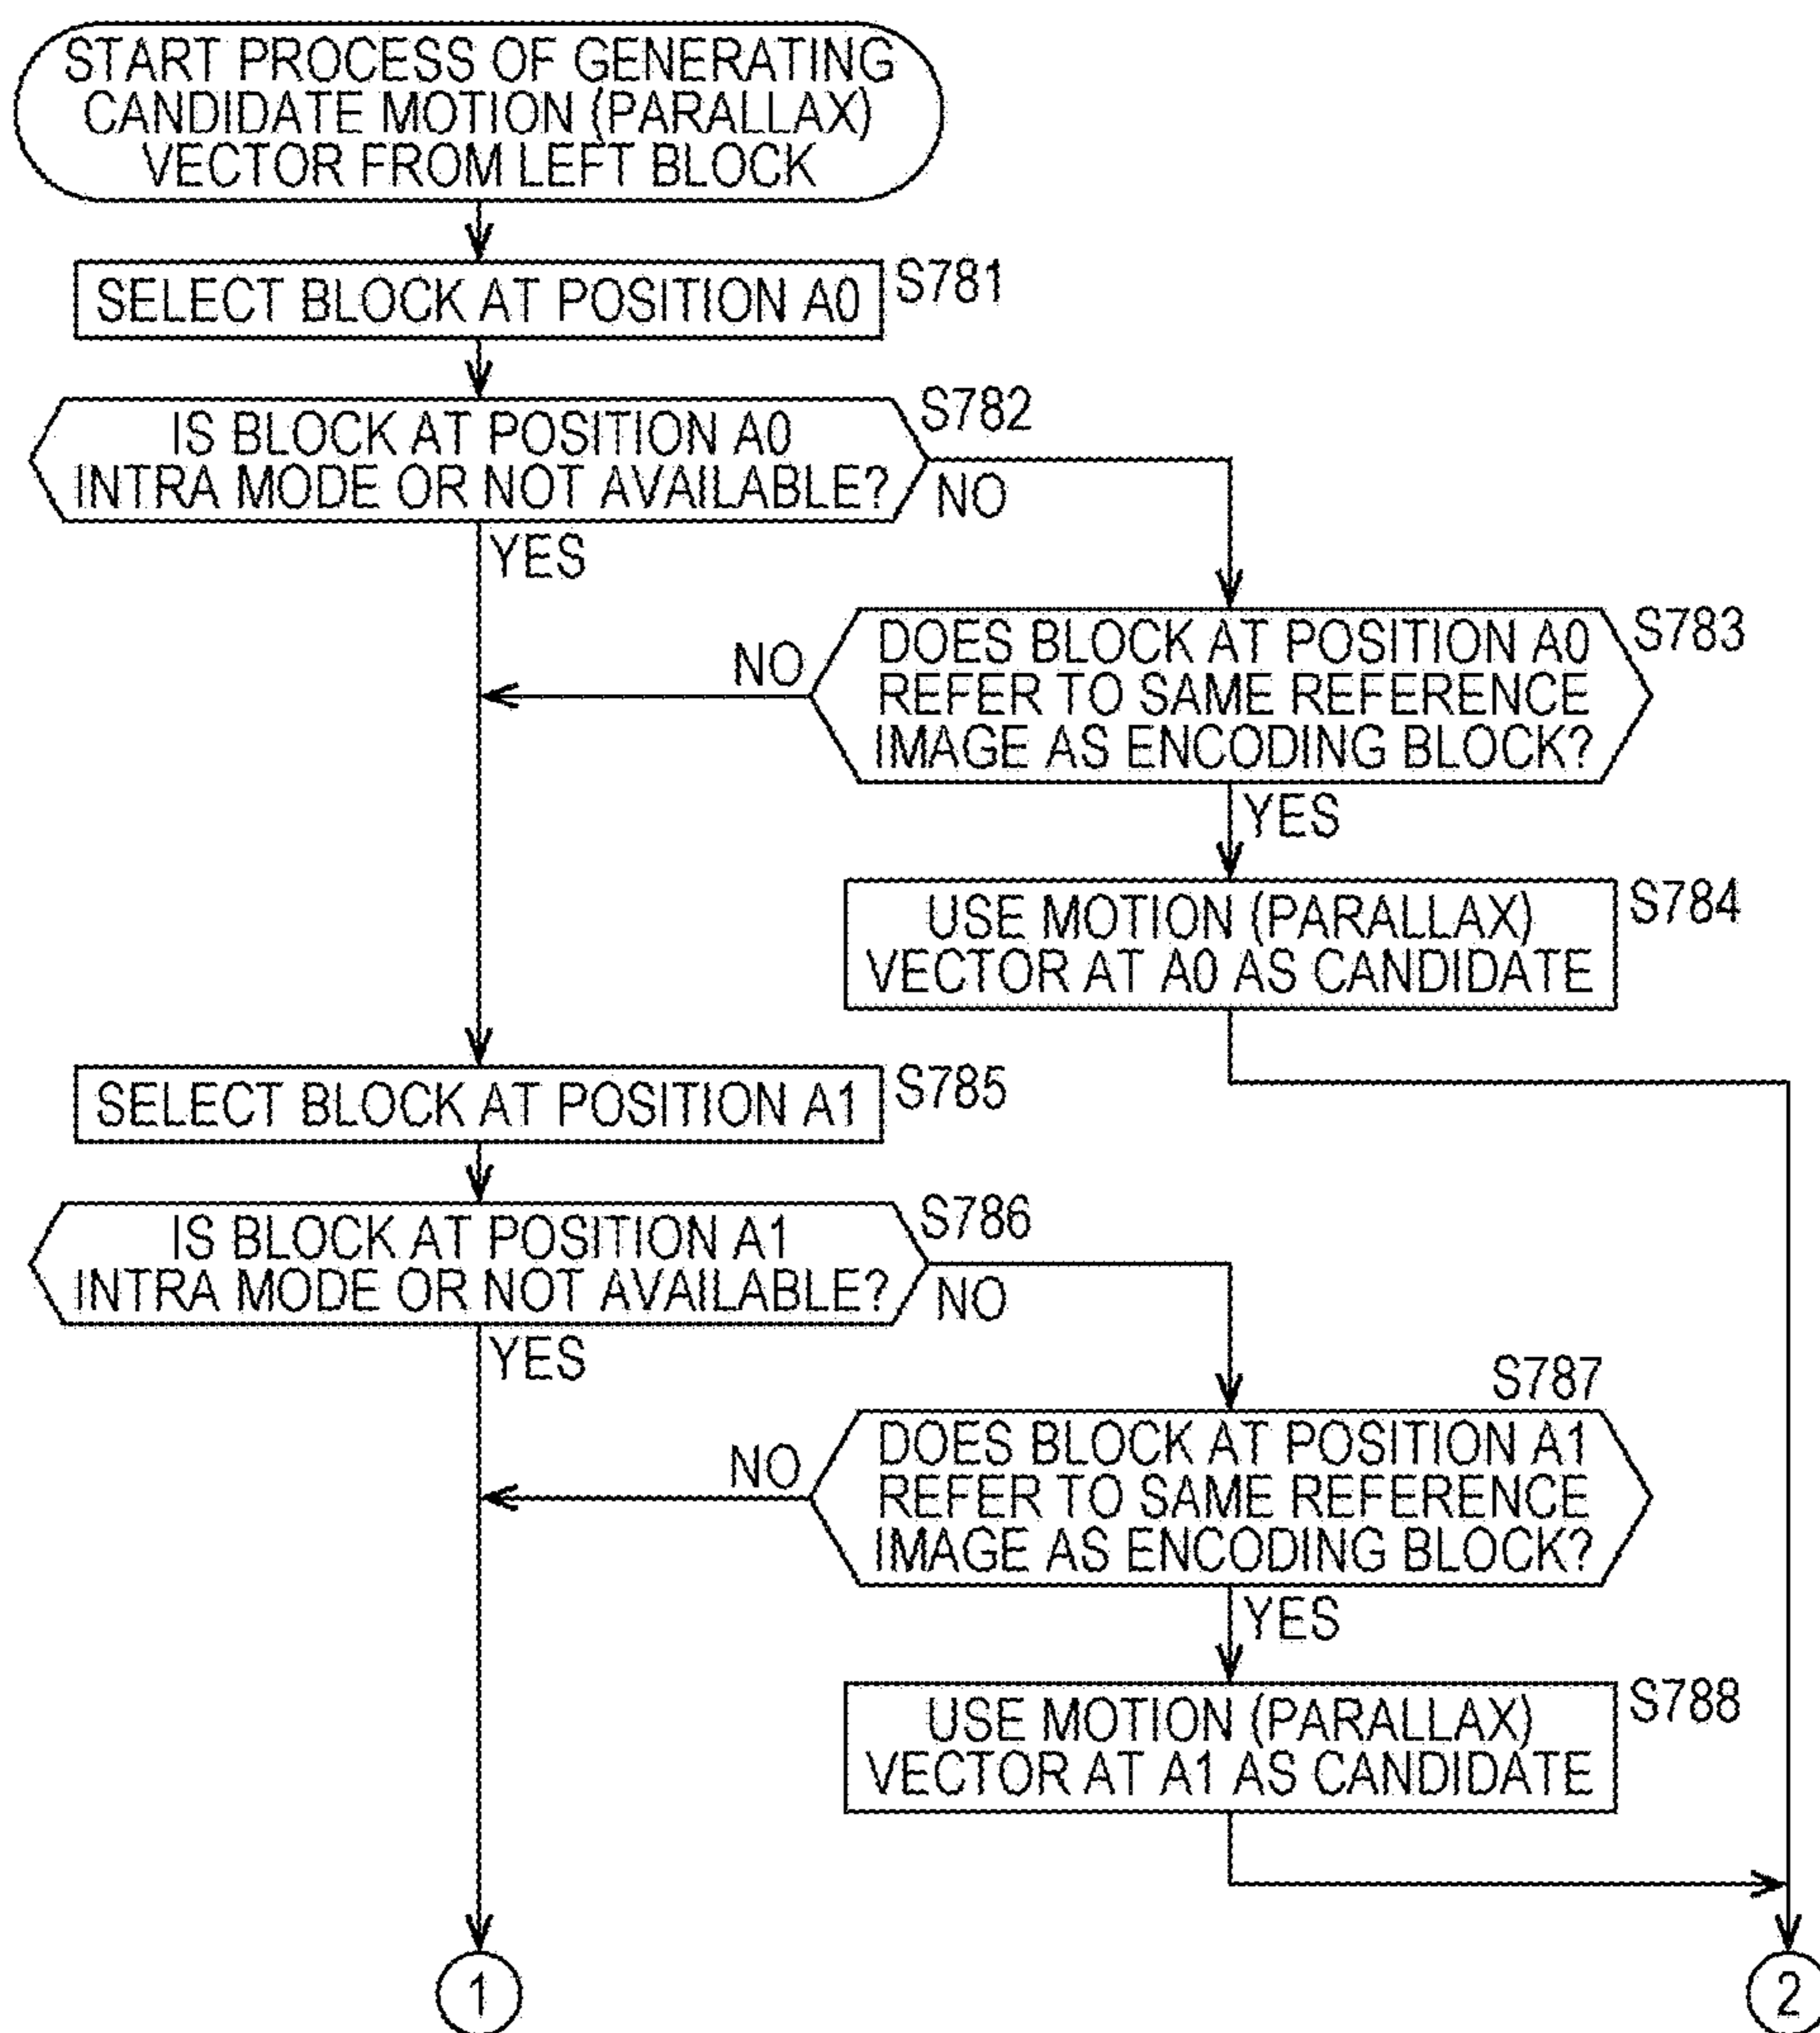 START PROCESS OF GENERATING
CANDIDATE MOTION (PARALLAX)
VECTOR FROM LEFT BLOCK
SELECT BLOCK AT POSITION A0
S781
IS BLOCK AT POSITION A0
INTRA MODE OR NOT AVAILABLE?
S782
NO
YES
DOES BLOCK AT POSITION A0
REFER TO SAME REFERENCE
IMAGE AS ENCODING BLOCK?
S783
NO
YES
USE MOTION (PARALLAX)
VECTOR AT A0 AS CANDIDATE
S784
SELECT BLOCK AT POSITION A1
S785
IS BLOCK AT POSITION A1
INTRA MODE OR NOT AVAILABLE?
S786
NO
YES
S787
DOES BLOCK AT POSITION A1
REFER TO SAME REFERENCE
IMAGE AS ENCODING BLOCK?
NO
YES
USE MOTION (PARALLAX)
VECTOR AT A1 AS CANDIDATE
S788
1
2